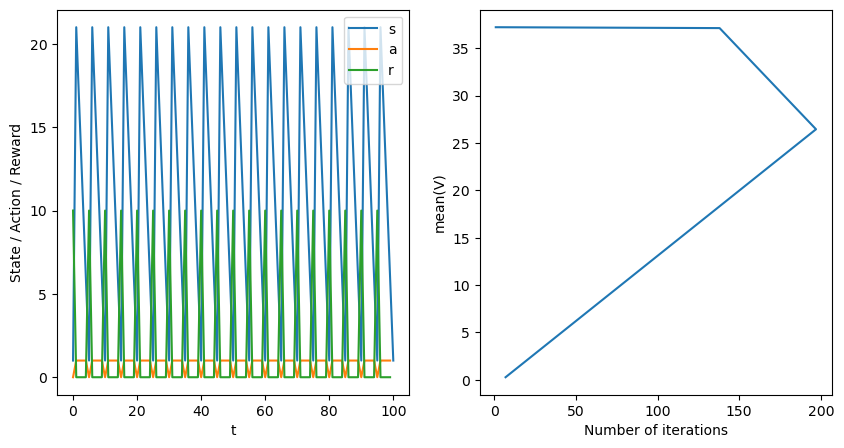 State / Action / Reward
20
15
10
5
0
0 20 40 60 80 100
t
s
a
r
mean(V)
35
30
25
20
15
10
5
0
0 50 100 150 200
Number of iterations